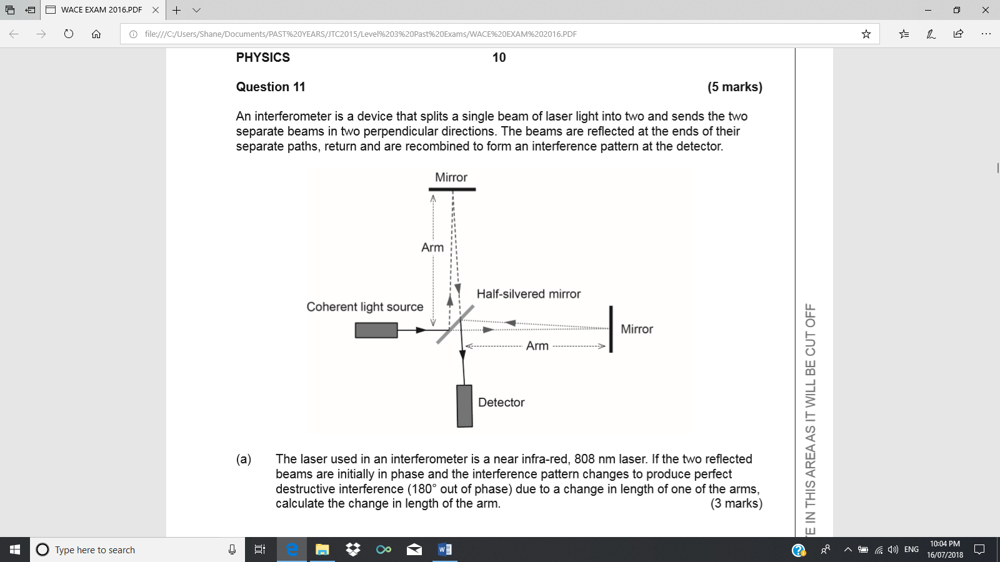 WACE EXAM 2016.PDF
file:///C:/Users/Shane/Documents/PAST%20YEARS/JTC2015/Level%203%20Past%20Exams/WACE%20EXAM%202016.PDF
PHYSICS 10
Question 11 (5 marks)
An interferometer is a device that splits a single beam of laser light into two and sends the two
separate beams in two perpendicular directions. The beams are reflected at the ends of their
separate paths, return and are recombined to form an interference pattern at the detector.
Mirror
Arm
Half-silvered mirror
Coherent light source
Mirror
Arm
Detector
(a) The laser used in an interferometer is a near infra-red, 808 nm laser. If the two reflected
beams are initially in phase and the interference pattern changes to produce perfect
destructive interference (180° out of phase) due to a change in length of one of the arms,
calculate the change in length of the arm. (3 marks)
E IN THIS AREA AS IT WILL BE CUT OFF
Type here to search
ENG
10:04 PM
16/07/2018